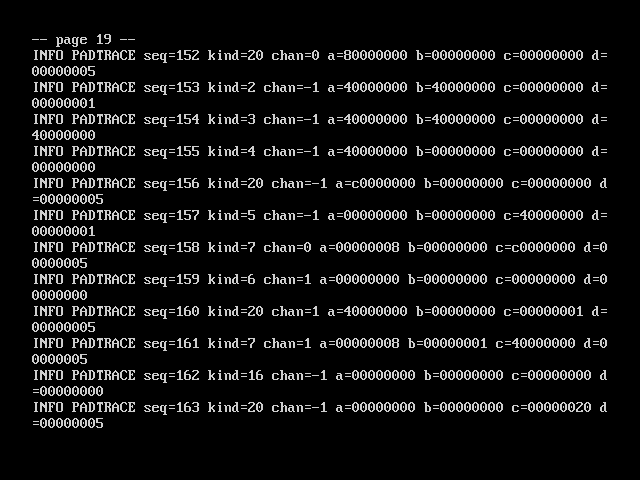 -- page 19 --
INFO PADTRACE seq=152 kind=20 chan=0 a=80000000 b=00000000 c=00000000 d=
00000005
INFO PADTRACE seq=153 kind=2 chan=-1 a=40000000 b=40000000 c=00000000 d=
00000001
INFO PADTRACE seq=154 kind=3 chan=-1 a=40000000 b=40000000 c=00000000 d=
40000000
INFO PADTRACE seq=155 kind=4 chan=-1 a=40000000 b=00000000 c=00000000 d=
00000000
INFO PADTRACE seq=156 kind=20 chan=-1 a=c0000000 b=00000000 c=00000000 d
=00000005
INFO PADTRACE seq=157 kind=5 chan=-1 a=00000000 b=00000000 c=40000000 d=
00000001
INFO PADTRACE seq=158 kind=7 chan=0 a=00000008 b=00000000 c=c0000000 d=0
0000005
INFO PADTRACE seq=159 kind=6 chan=1 a=00000000 b=00000000 c=00000000 d=0
0000000
INFO PADTRACE seq=160 kind=20 chan=1 a=40000000 b=00000000 c=00000001 d=
00000005
INFO PADTRACE seq=161 kind=7 chan=1 a=00000008 b=00000001 c=40000000 d=0
0000005
INFO PADTRACE seq=162 kind=16 chan=-1 a=00000000 b=00000000 c=00000000 d
=00000000
INFO PADTRACE seq=163 kind=20 chan=-1 a=00000000 b=00000000 c=00000020 d
=00000005